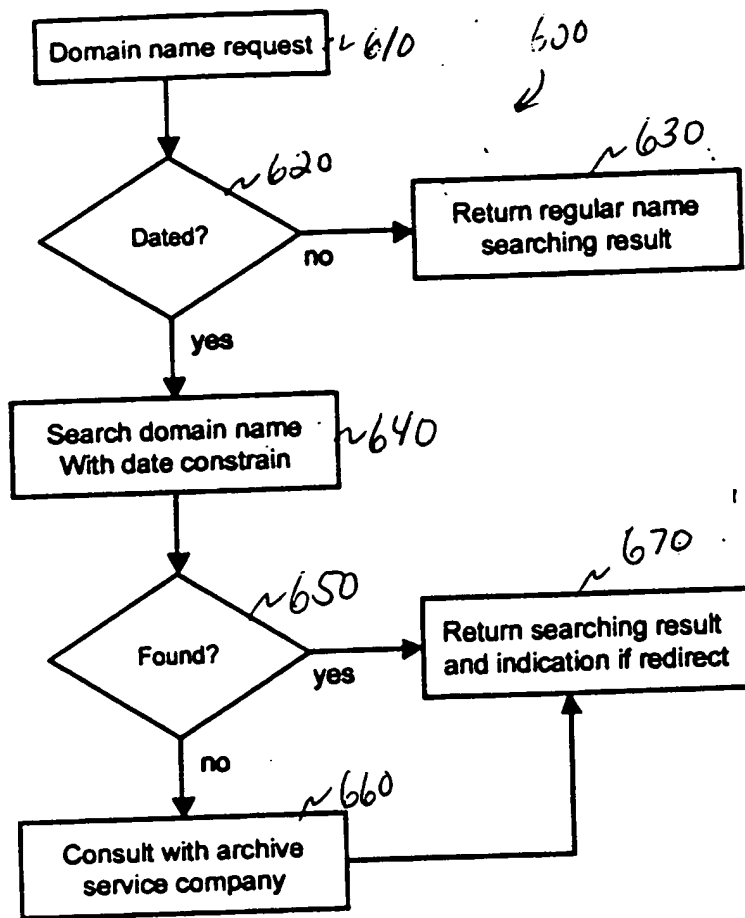 Domain name request ~610
600
~620
~630
Dated?
no
Return regular name
searching result
yes
Search domain name
With date constrain
~640
~650
~670
Found?
yes
Return searching result
and indication if redirect
no
~660
Consult with archive
service company